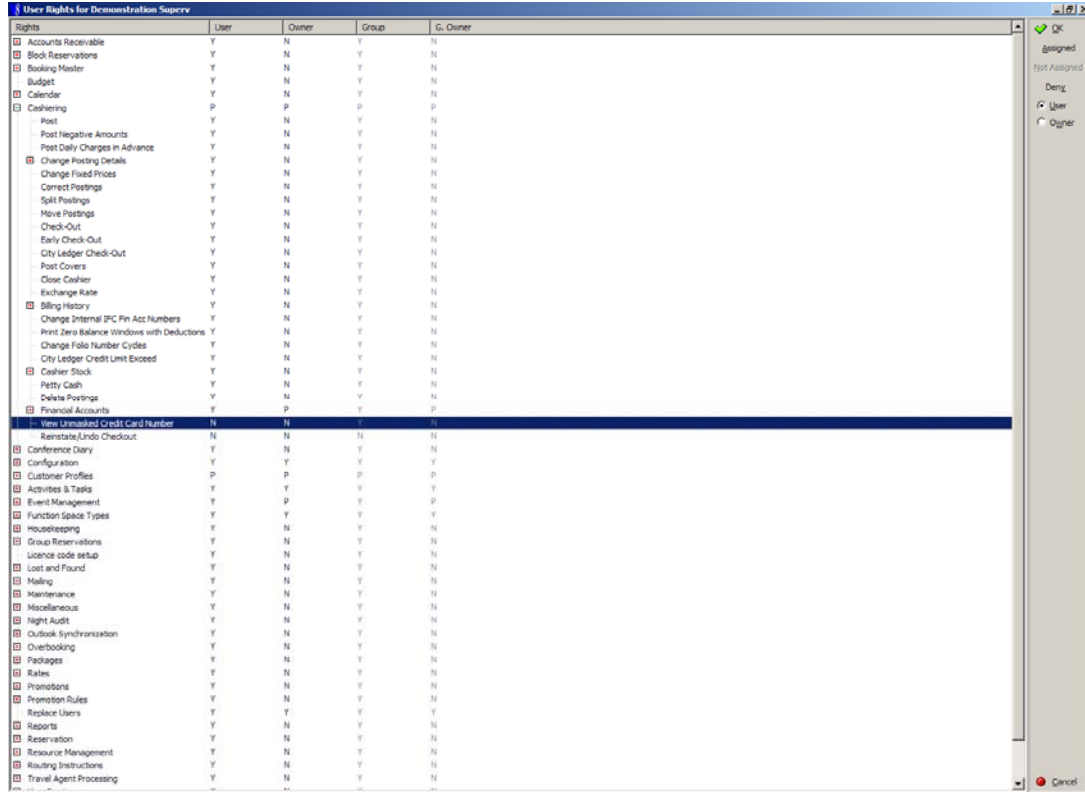 User Rights for Demonstration Superv
Rights User Owner Group G. Owner
Accounts Receivable Y N Y N
Block Reservations Y N Y N
Booking Master Y N Y N
Budget Y N Y N
Calendar Y N Y N
Cashiering P P P P
Post Y N Y N
Post Negative Amounts Y N Y N
Post Daily Charges in Advance Y N Y N
Change Posting Details Y N Y N
Change Fixed Prices Y N Y N
Correct Postings Y N Y N
Split Postings Y N Y N
Move Postings Y N Y N
Check-Out Y N Y N
Early Check-Out Y N Y N
City Ledger Check-Out Y N Y N
Post Covers Y N Y N
Close Cashier Y N Y N
Exchange Rate Y N Y N
Billing History Y N Y N
Change Internal IFC Fin Acc Numbers Y N Y N
Print Zero Balance Windows with Deductions Y N Y N
Change Folio Number Cycles Y N Y N
City Ledger Credit Limit Exceed Y N Y N
Cashier Stock Y N Y N
Petty Cash Y N Y N
Delete Postings Y N Y N
Financial Accounts Y P Y P
View Unmasked Credit Card Number N N Y N
Reinstate/Undo Checkout N N N N
Conference Diary Y N Y N
Configuration Y Y Y Y
Customer Profiles P P P P
Activities & Tasks Y Y Y Y
Event Management Y P Y P
Function Space Types Y Y Y Y
Housekeeping Y N Y N
Group Reservations Y N Y N
Licence code setup Y N Y N
Lost and Found Y N Y N
Mailing Y N Y N
Maintenance Y N Y N
Miscellaneous Y N Y N
Night Audit Y N Y N
Outlook Synchronization Y N Y N
Overbooking Y N Y N
Packages Y N Y N
Rates Y N Y N
Promotions Y N Y N
Promotion Rules Y N Y N
Replace Users Y Y Y Y
Reports Y N Y N
Reservation Y N Y N
Resource Management Y N Y N
Routing Instructions Y N Y N
Travel Agent Processing Y N Y N
OK
Assigned
Not Assigned
Deny
User
Owner
Cancel